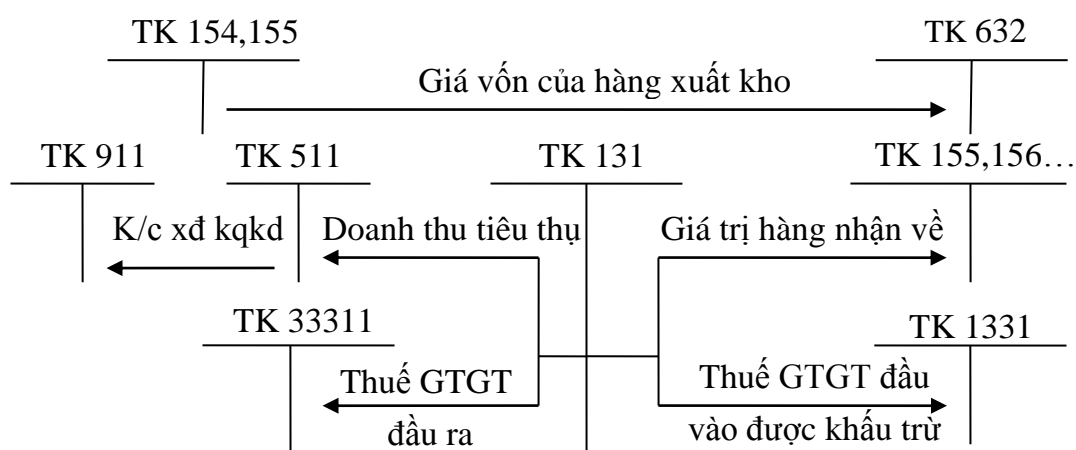 TK 154,155
TK 632
Giá vốn của hàng xuất kho
TK 911
TK 511
TK 131
TK 155,156…
K/c xđ kqkd
Doanh thu tiêu thụ
Giá trị hàng nhận về
TK 33311
TK 1331
Thuế GTGT
đầu ra
Thuế GTGT đầu
vào được khấu trừ